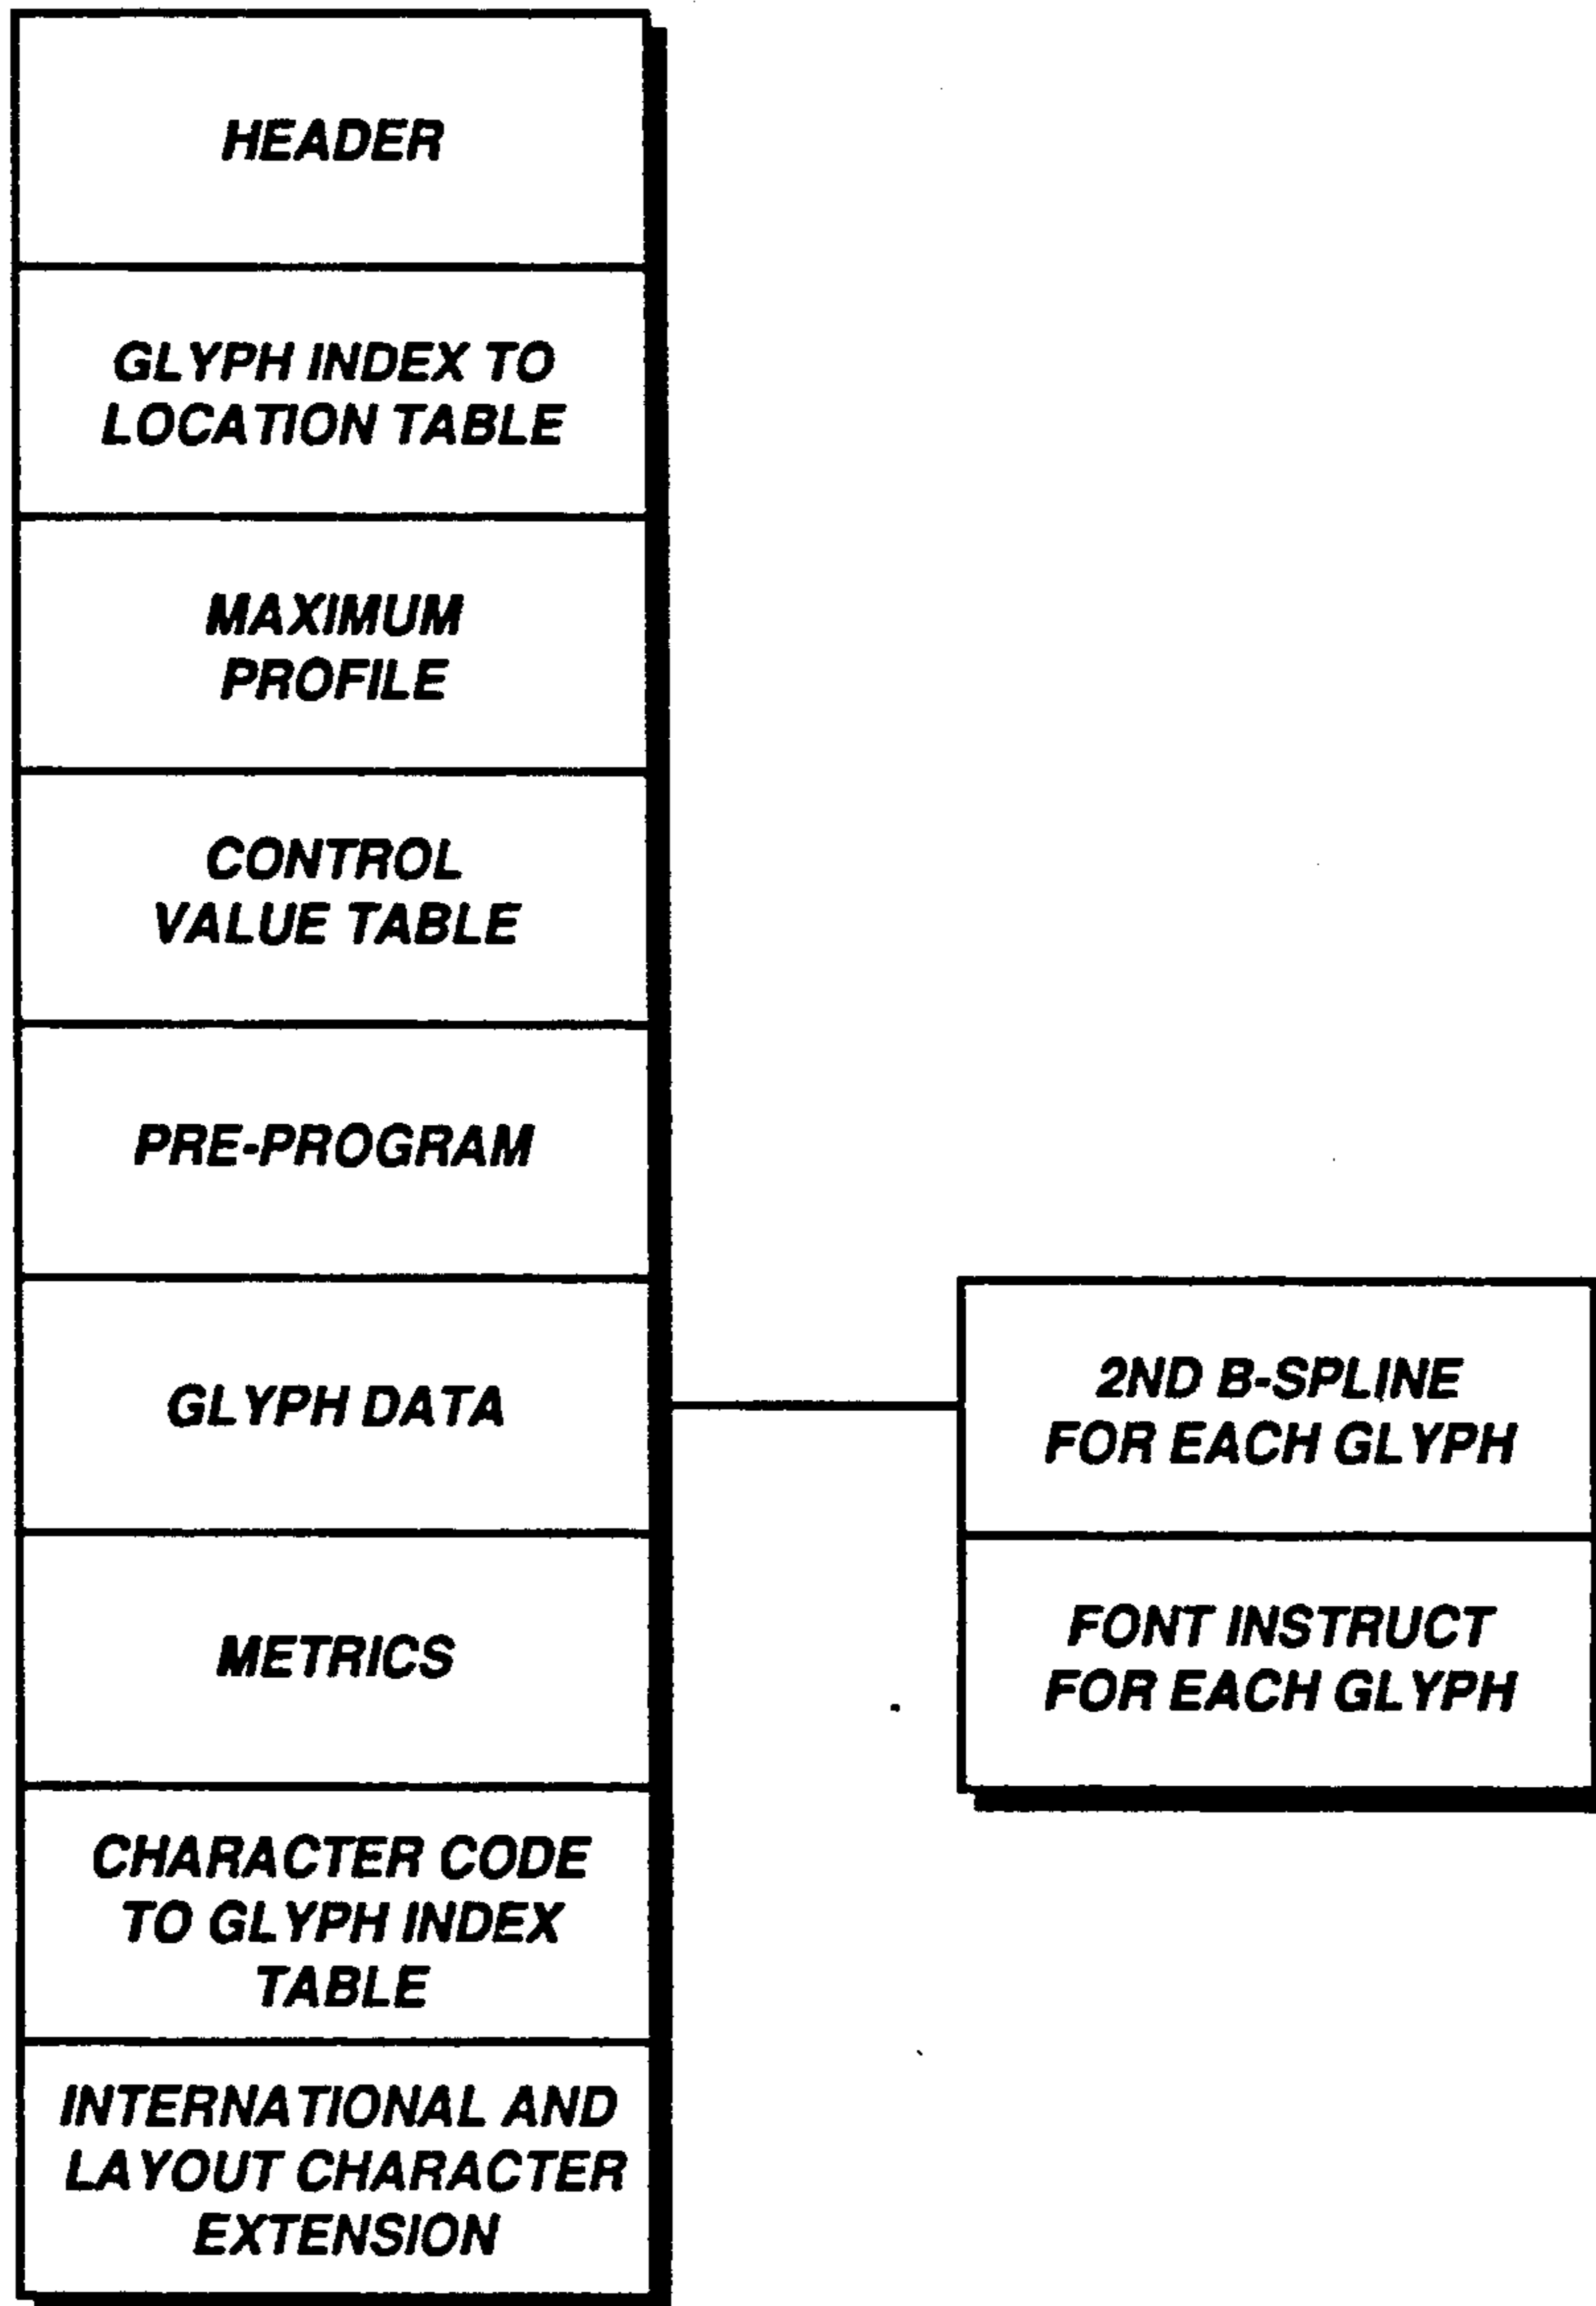 HEADER
GLYPH INDEX TO
LOCATION TABLE
MAXIMUM
PROFILE
CONTROL
VALUE TABLE
PRE-PROGRAM
GLYPH DATA
METRICS
CHARACTER CODE
TO GLYPH INDEX
TABLE
INTERNATIONAL AND
LAYOUT CHARACTER
EXTENSION
2ND B-SPLINE
FOR EACH GLYPH
FONT INSTRUCT
FOR EACH GLYPH